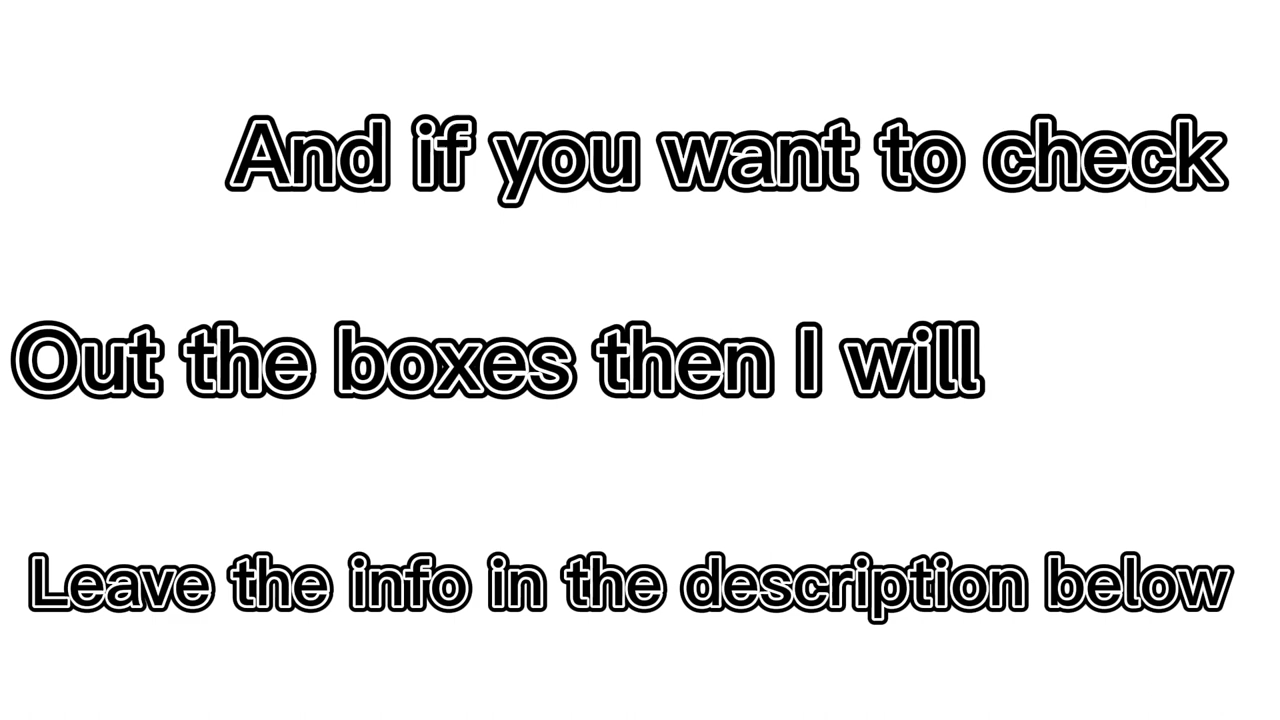 And if you want to check
Out the boxes then I will
Leave the info in the description below